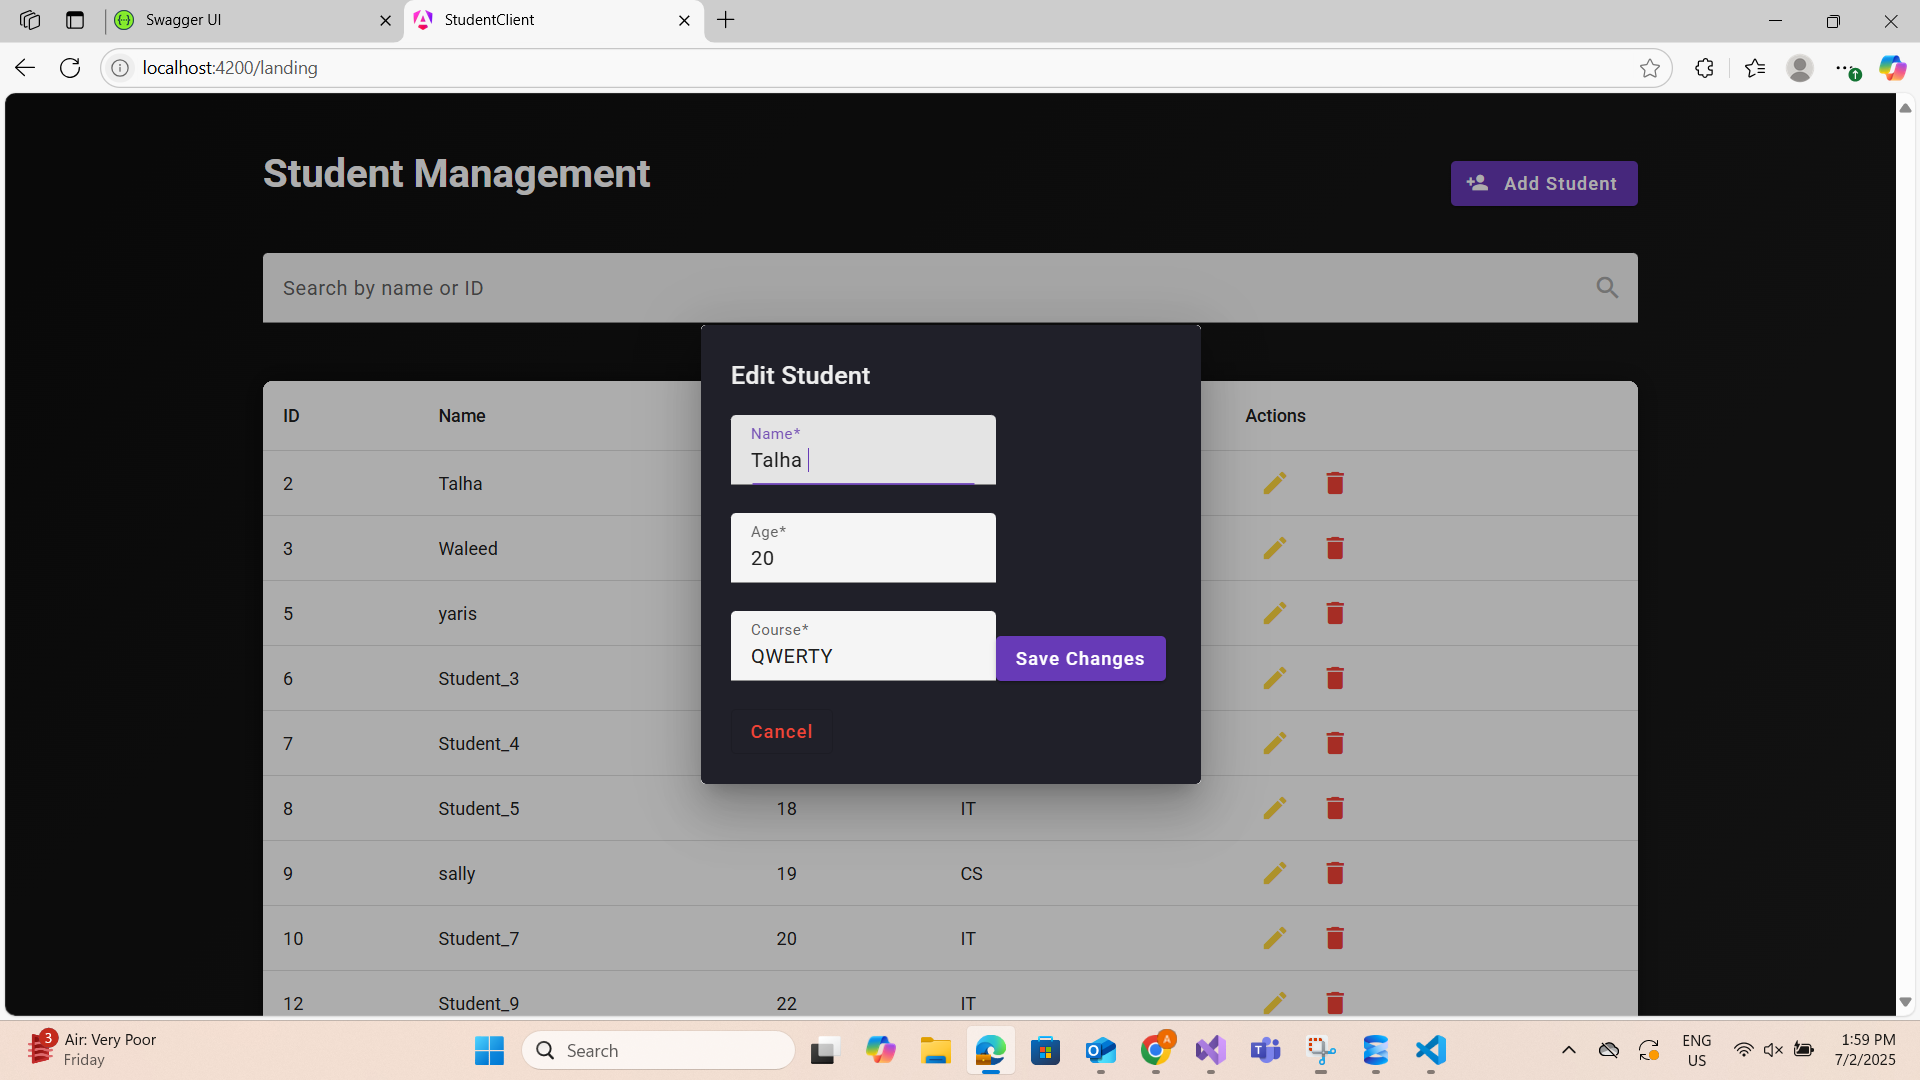 Swagger UI
StudentClient
localhost:4200/landing
Student Management
Add Student
Search by name or ID
Edit Student
Name*
Talha
Age*
20
Course*
QWERTY
Save Changes
Cancel
ID Name Actions
2 Talha
3 Waleed
5 yaris
6 Student_3
7 Student_4
8 Student_5 18 IT
9 sally 19 CS
10 Student_7 20 IT
12 Student_9 22 IT
3
Air: Very Poor
Friday
Search
A
ENG
US
1:59 PM
7/2/2025